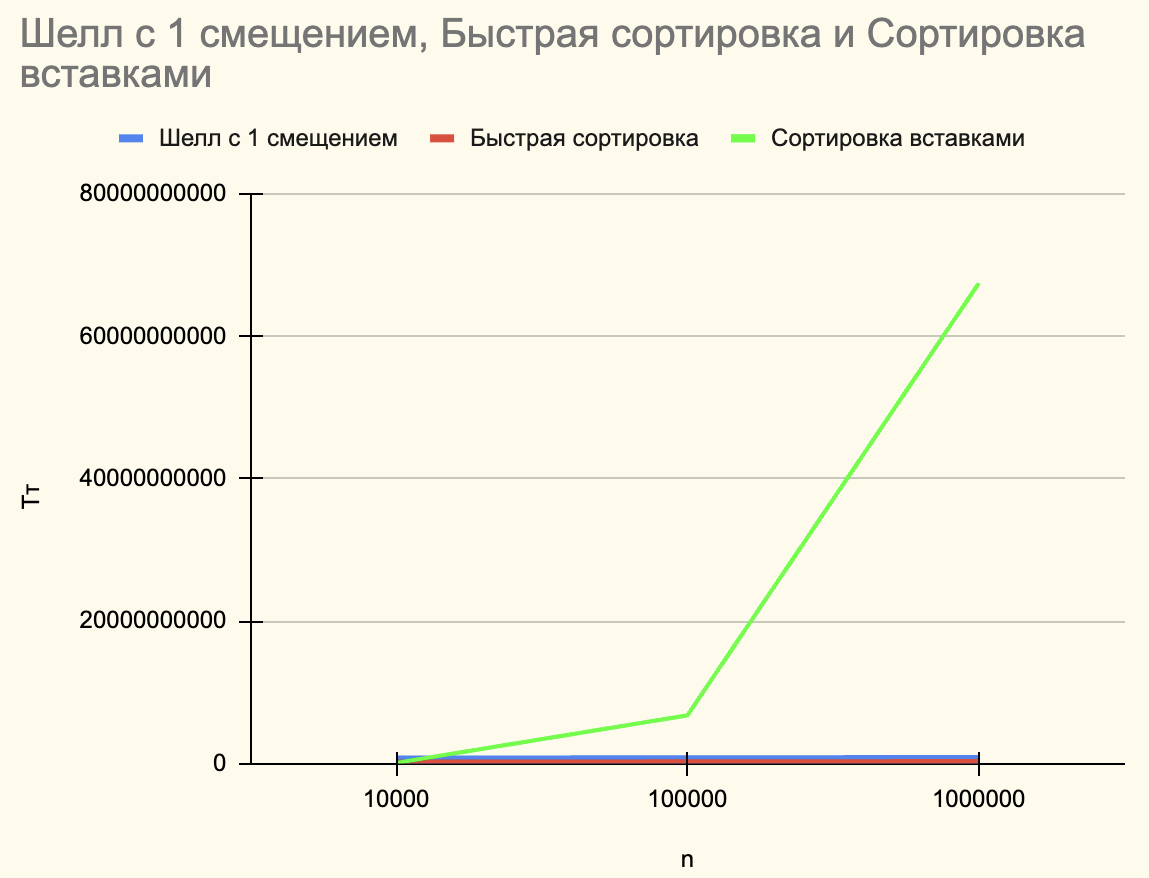 Шелл с 1 смещением, Быстрая сортировка и Сортировка
вставками
Шелл с 1 смещением Быстрая сортировка Сортировка вставками
80000000000
60000000000
40000000000
20000000000
0
Тт
10000 100000 1000000
n